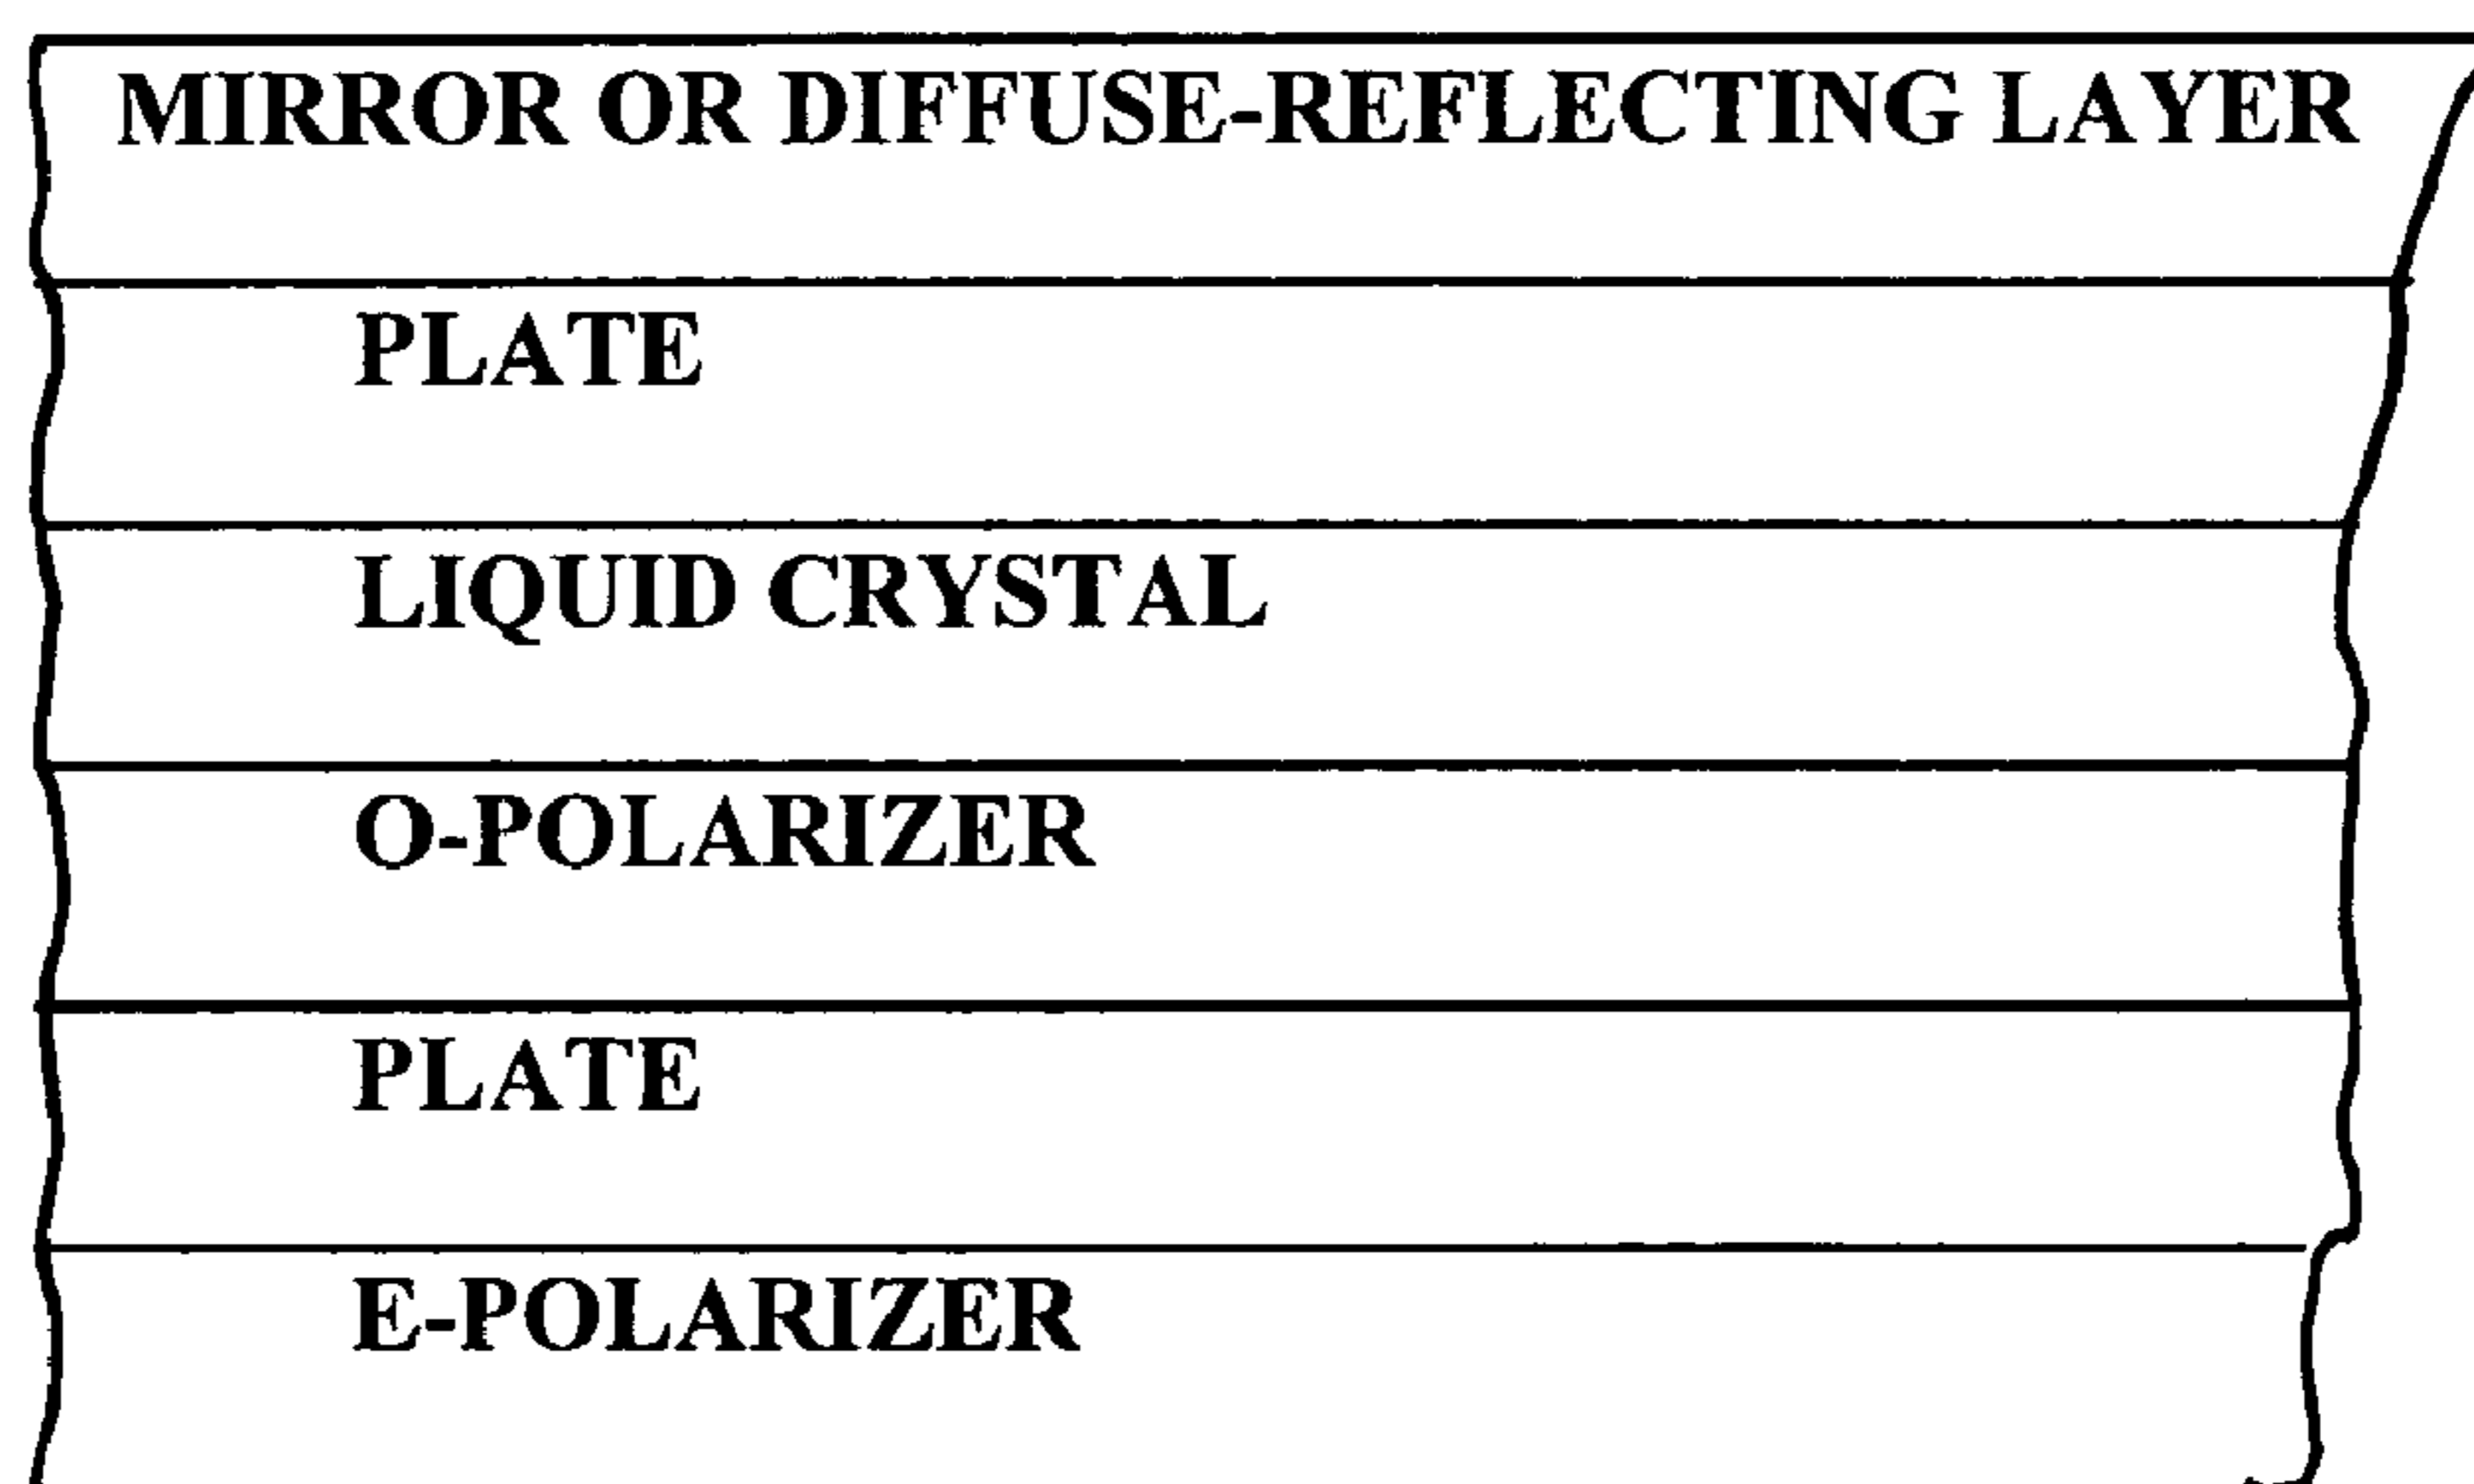 MIRROR OR DIFFUSE-REFLECTING LAYER
PLATE
LIQUID CRYSTAL
O-POLARIZER
PLATE
E-POLARIZER